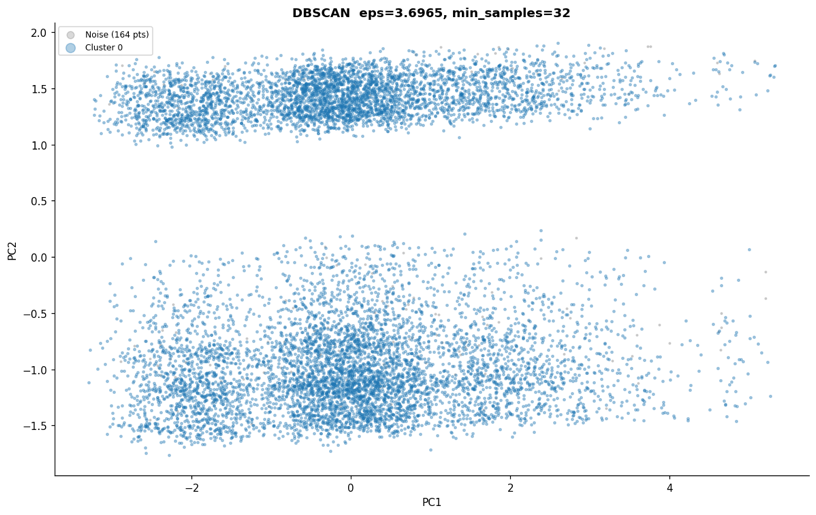 DBSCAN  eps=3.6965, min_samples=32
Noise (164 pts)
Cluster 0
2.0
1.5
1.0
0.5
0.0
−0.5
−1.0
−1.5
PC2
−2 0 2 4
PC1